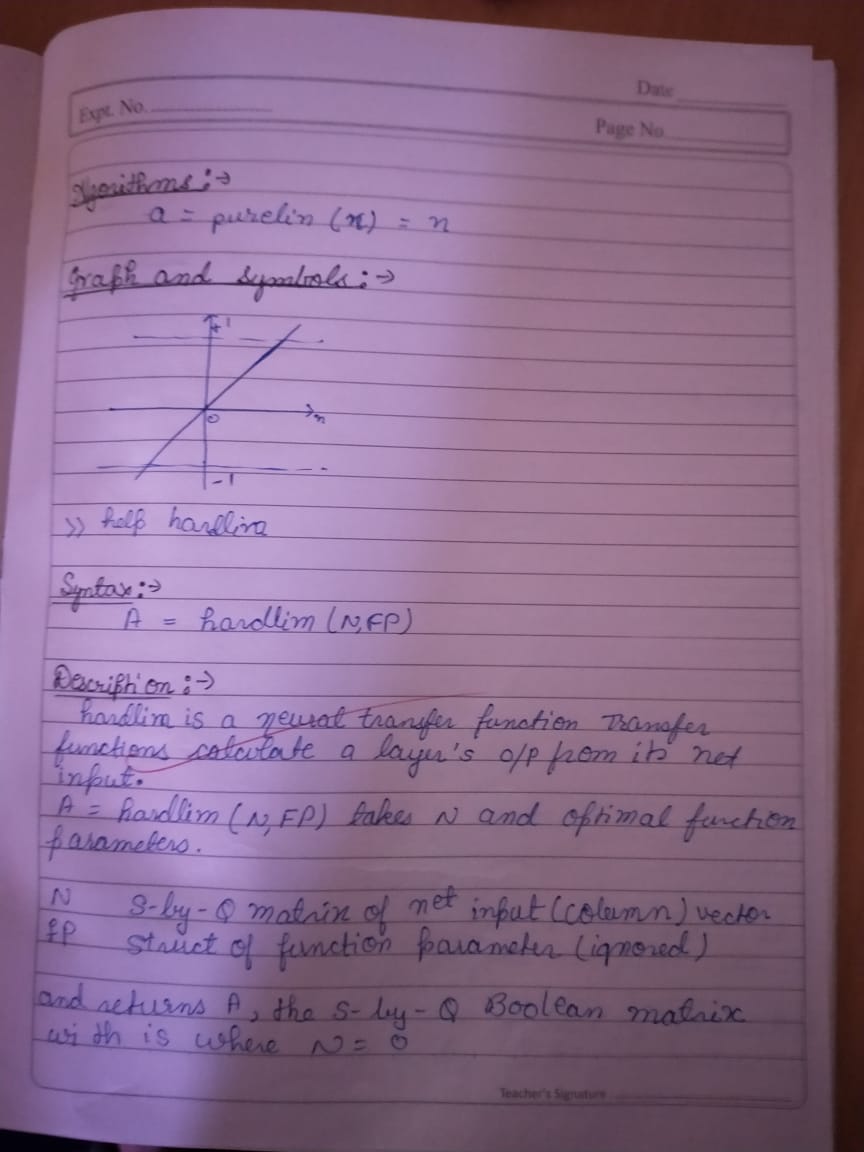 Date
Expt. No.
Page No
Algorithms :→
a = purelin (n) = n
Graph and symbols :→
+1
0
n
-1
>> help hardlim
Syntax :→
A = hardlim (N,FP)
Description :→
hardlim is a neural transfer function Transfer
functions calculate a layer's o/p from its net
input.
A = hardlim (N, FP) takes N and optimal function
parameters.
N S-by-Q matrix of net input (column) vector
fp Struct of function parameter (ignored)
and returns A, the S-by-Q Boolean matrix
with is where N = 0
Teacher's Signature